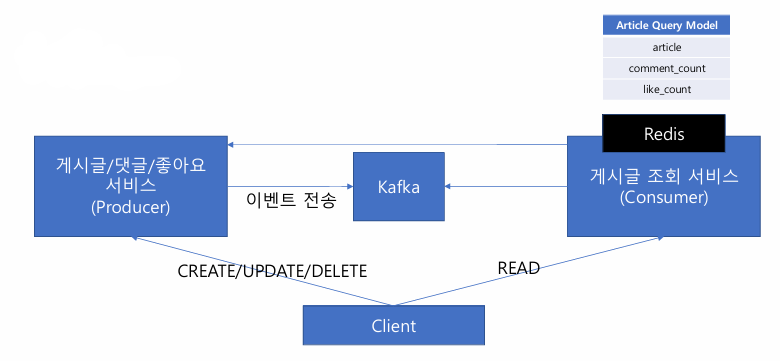 Article Query Model
article
comment_count
like_count
Redis
게시글/댓글/좋아요
서비스
(Producer)
이벤트 전송
Kafka
게시글 조회 서비스
(Consumer)
CREATE/UPDATE/DELETE
READ
Client